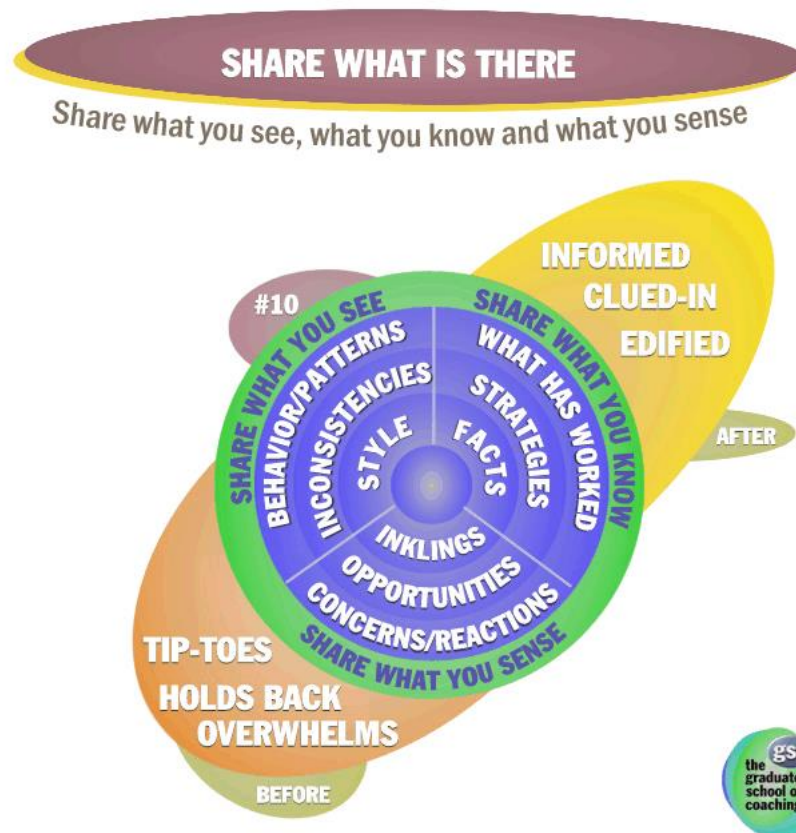 SHARE WHAT IS THERE
Share what you see, what you know and what you sense
#10
INFORMED
CLUED-IN
EDIFIED
AFTER
SHARE WHAT YOU SEE
BEHAVIOR/PATTERNS
INCONSISTENCIES
STYLE
SHARE WHAT YOU KNOW
WHAT HAS WORKED
STRATEGIES
FACTS
INKLINGS
OPPORTUNITIES
CONCERNS/REACTIONS
SHARE WHAT YOU SENSE
TIP-TOES
HOLDS BACK
OVERWHELMS
BEFORE
gs
the
graduate
school o
coaching